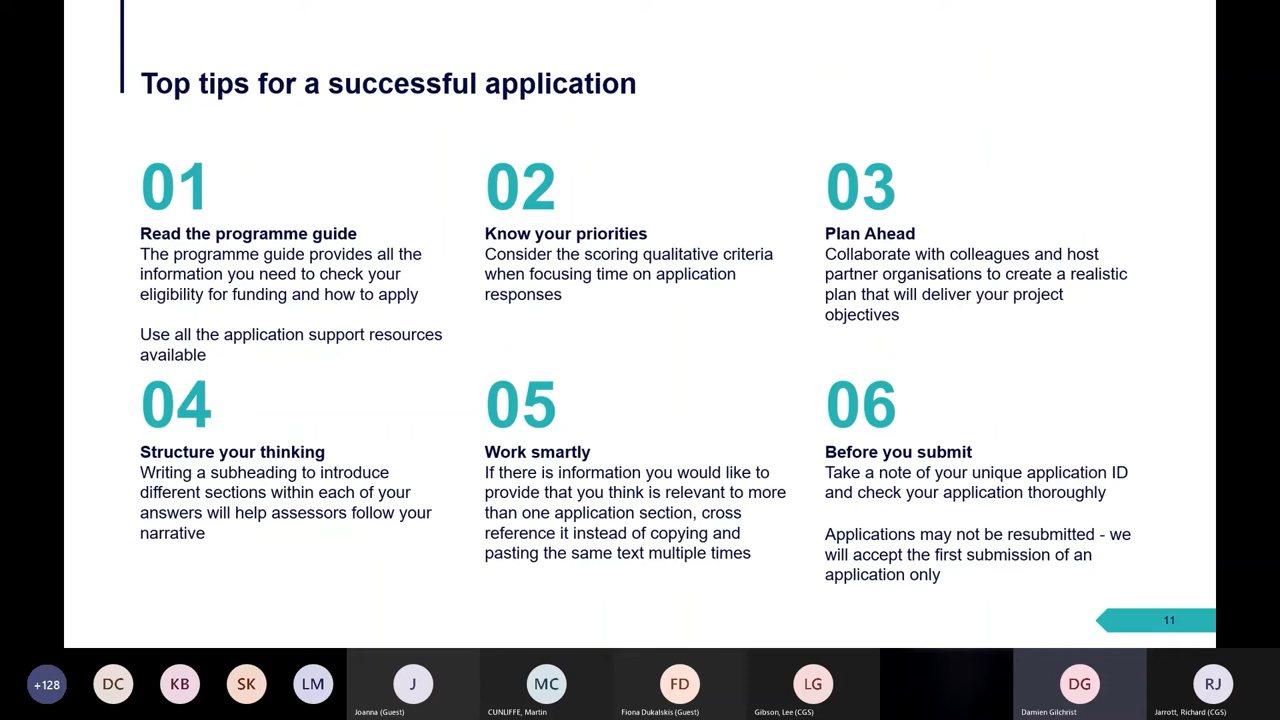 Top tips for a successful application
01
Read the programme guide
The programme guide provides all the
information you need to check your
eligibility for funding and how to apply
Use all the application support resources
available
02
Know your priorities
Consider the scoring qualitative criteria
when focusing time on application
responses
03
Plan Ahead
Collaborate with colleagues and host
partner organisations to create a realistic
plan that will deliver your project
objectives
04
Structure your thinking
Writing a subheading to introduce
different sections within each of your
answers will help assessors follow your
narrative
05
Work smartly
If there is information you would like to
provide that you think is relevant to more
than one application section, cross
reference it instead of copying and
pasting the same text multiple times
06
Before you submit
Take a note of your unique application ID
and check your application thoroughly
Applications may not be resubmitted - we
will accept the first submission of an
application only
11
+128
DC
KB
SK
LM
J
Joanna (Guest)
MC
CUNLIFFE, Martin
FD
Fiona Dukalskis (Guest)
LG
Gibson, Lee (CGS)
DG
Damien Gilchrist
RJ
Jarrott, Richard (CGS)